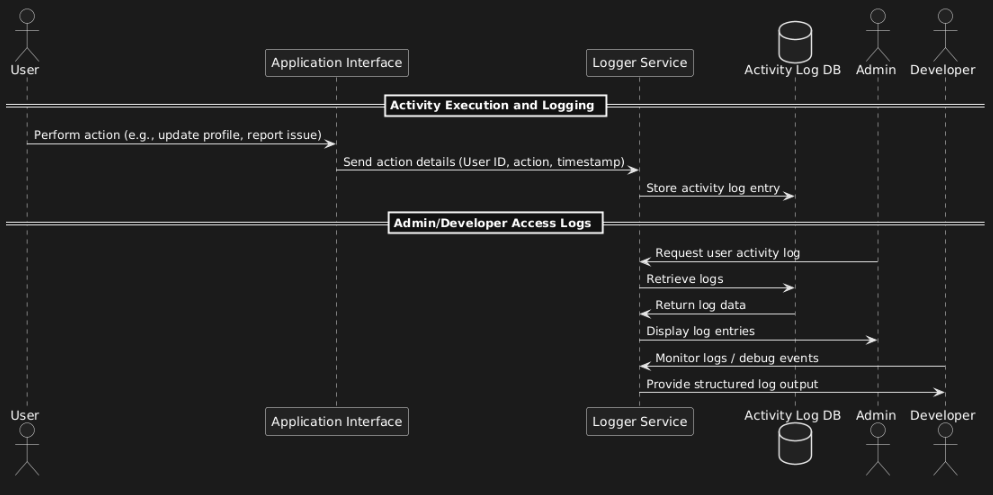 User
Application Interface
Logger Service
Activity Log DB
Admin
Developer
Activity Execution and Logging
Perform action (e.g., update profile, report issue)
Send action details (User ID, action, timestamp)
Store activity log entry
Admin/Developer Access Logs
Request user activity log
Retrieve logs
Return log data
Display log entries
Monitor logs / debug events
Provide structured log output
User
Application Interface
Logger Service
Activity Log DB
Admin
Developer